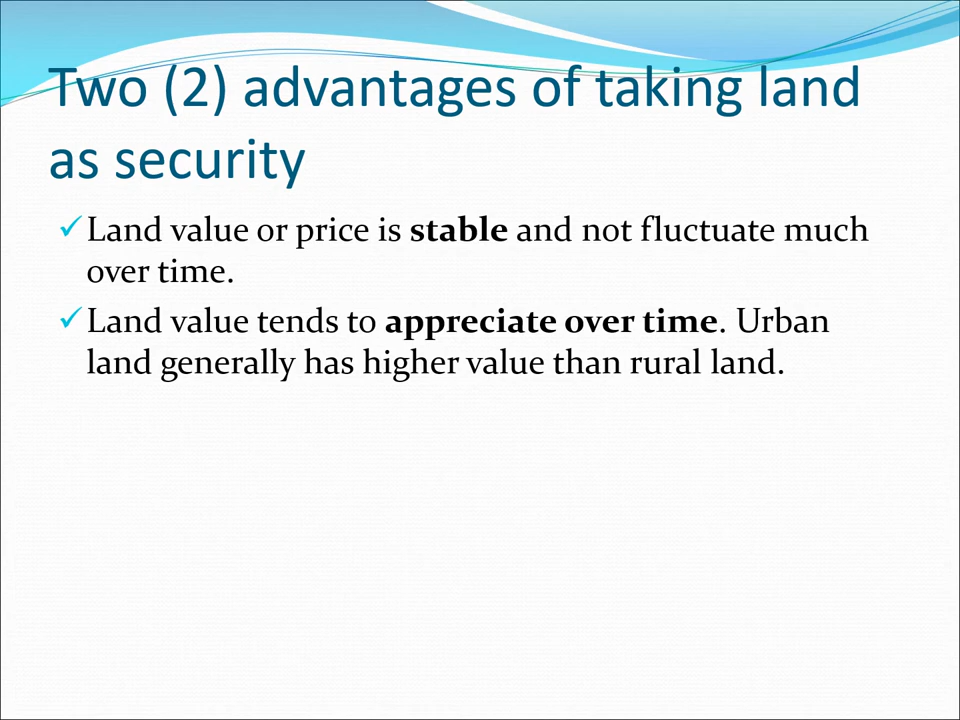 Two (2) advantages of taking land
as security
✓Land value or price is stable and not fluctuate much
over time.
✓Land value tends to appreciate over time. Urban
land generally has higher value than rural land.